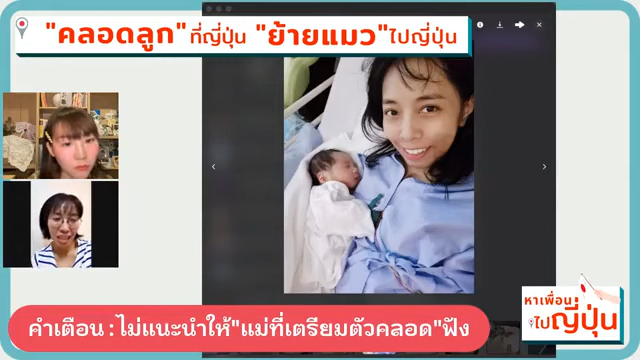 "คลอดลูก" ที่ญี่ปุ่น "ย้ายแมว" ไปญี่ปุ่น
หาเพื่อน
ไปญี่ปุ่น
คำเตือน : ไม่แนะนำให้"แม่ที่เตรียมตัวคลอด"ฟัง